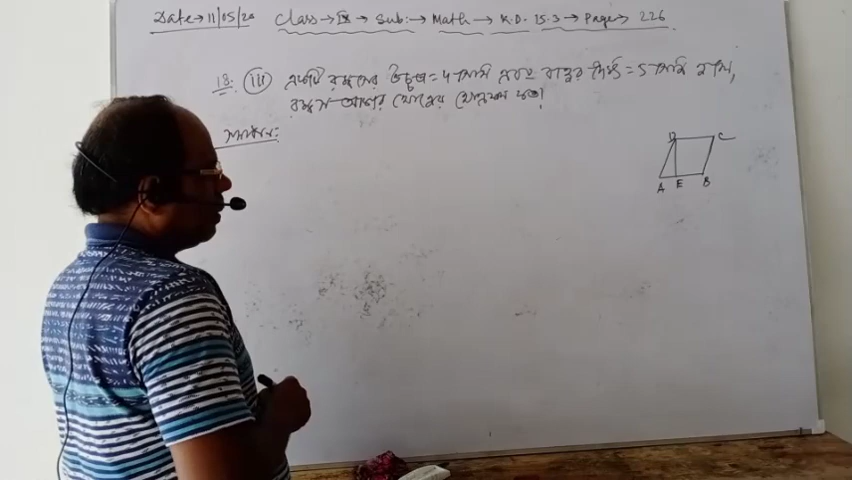 Date→11/05/20 Class→IX→ Sub:→ Math→ K.D. 15.3→ Page→ 226
18. (iii) একটি রম্বসের উচ্চতা = 4 সেমি এবং বাহুর দৈর্ঘ্য = 5 সেমি
রম্বস
সমাধান:
D C
A E B